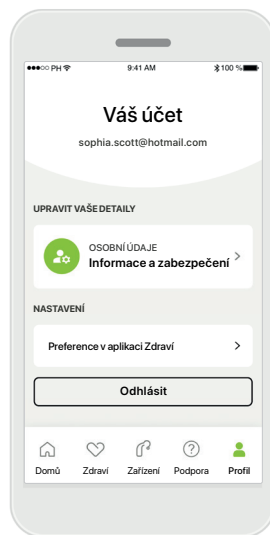 ●●●○○ PH 9:41 AM 100 %
Váš účet
sophia.scott@hotmail.com
UPRAVIT VAŠE DETAILY
OSOBNÍ ÚDAJE
Informace a zabezpečení
NASTAVENÍ
Preference v aplikaci Zdraví
Odhlásit
Domů Zdraví Zařízení Podpora Profil